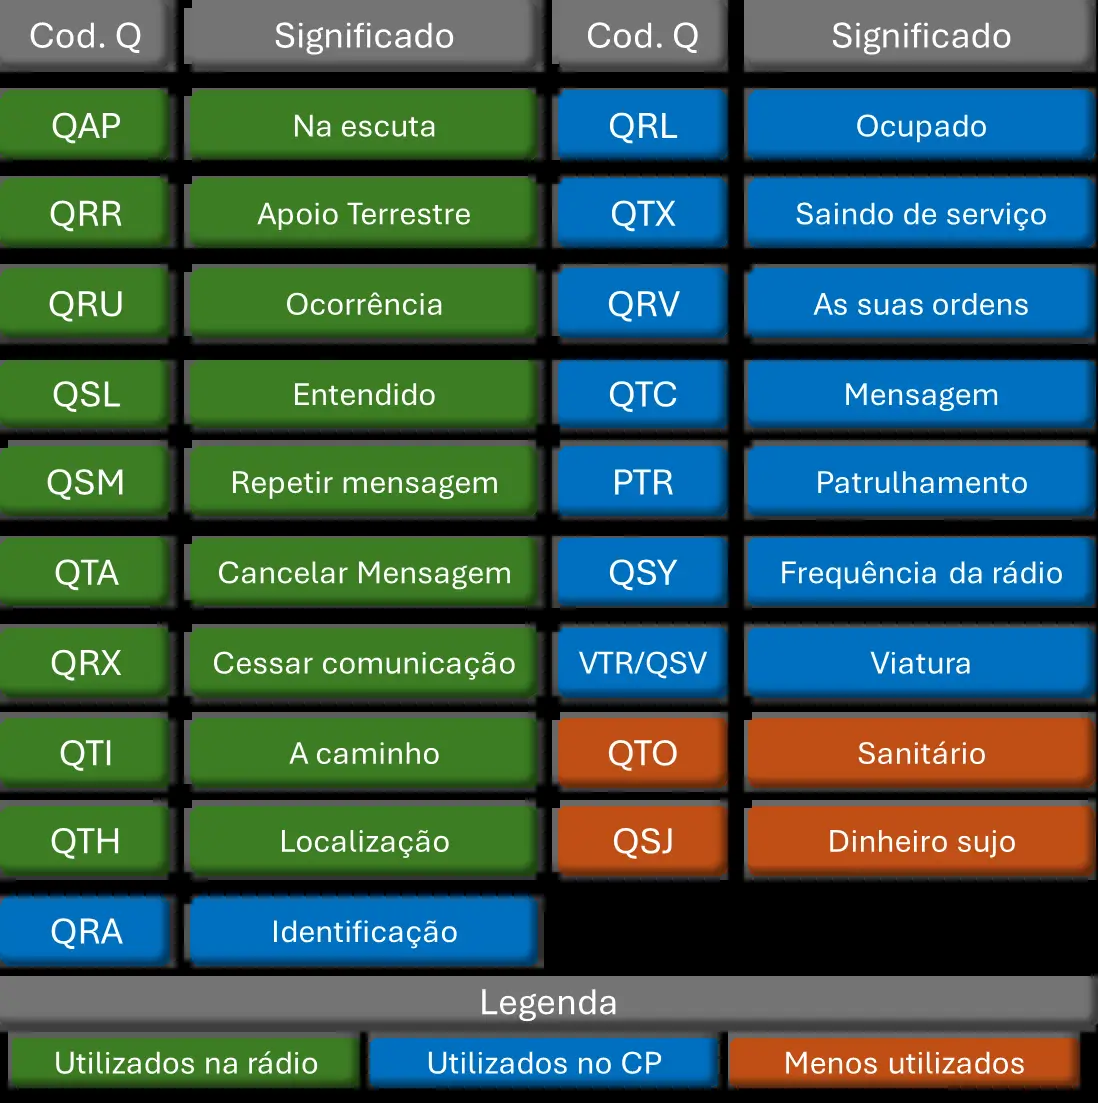 Cod. Q Significado Cod. Q Significado
QAP Na escuta QRL Ocupado
QRR Apoio Terrestre QTX Saindo de serviço
QRU Ocorrência QRV As suas ordens
QSL Entendido QTC Mensagem
QSM Repetir mensagem PTR Patrulhamento
QTA Cancelar Mensagem QSY Frequência da rádio
QRX Cessar comunicação VTR/QSV Viatura
QTI A caminho QTO Sanitário
QTH Localização QSJ Dinheiro sujo
QRA Identificação
Legenda
Utilizados na rádio Utilizados no CP Menos utilizados